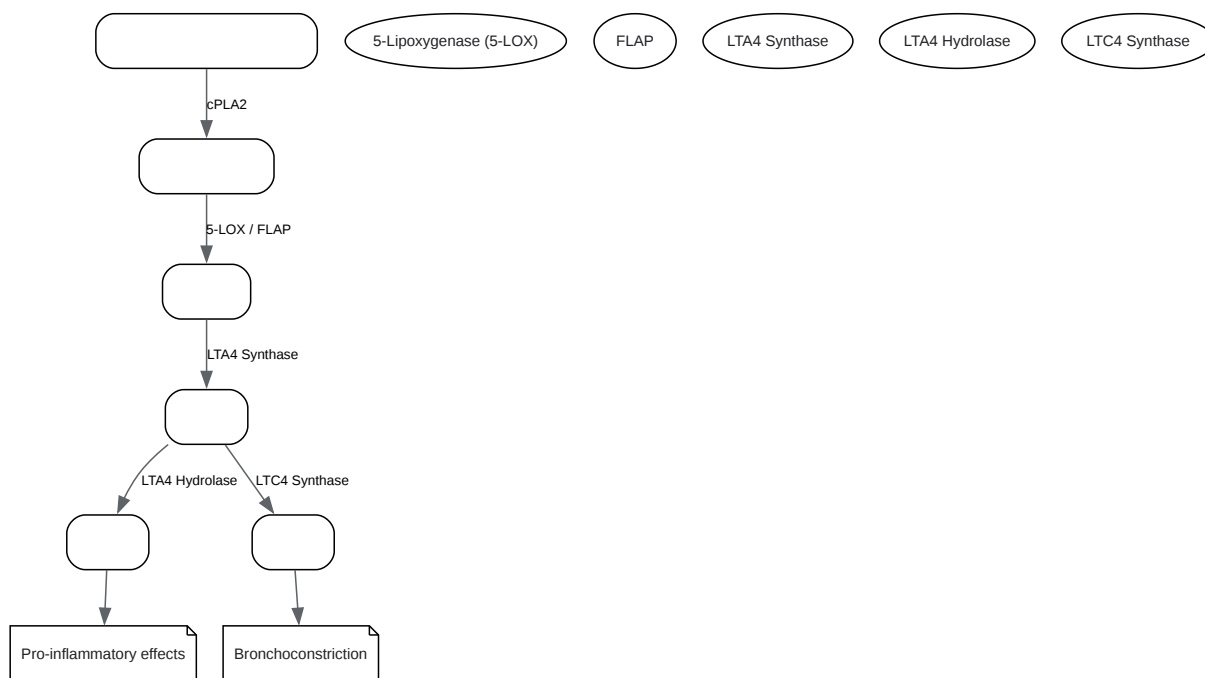 5-Lipoxygenase (5-LOX)
FLAP
LTA4 Synthase
LTA4 Hydrolase
LTC4 Synthase
cPLA2
5-LOX / FLAP
LTA4 Synthase
LTA4 Hydrolase
LTC4 Synthase
Pro-inflammatory effects
Bronchoconstriction